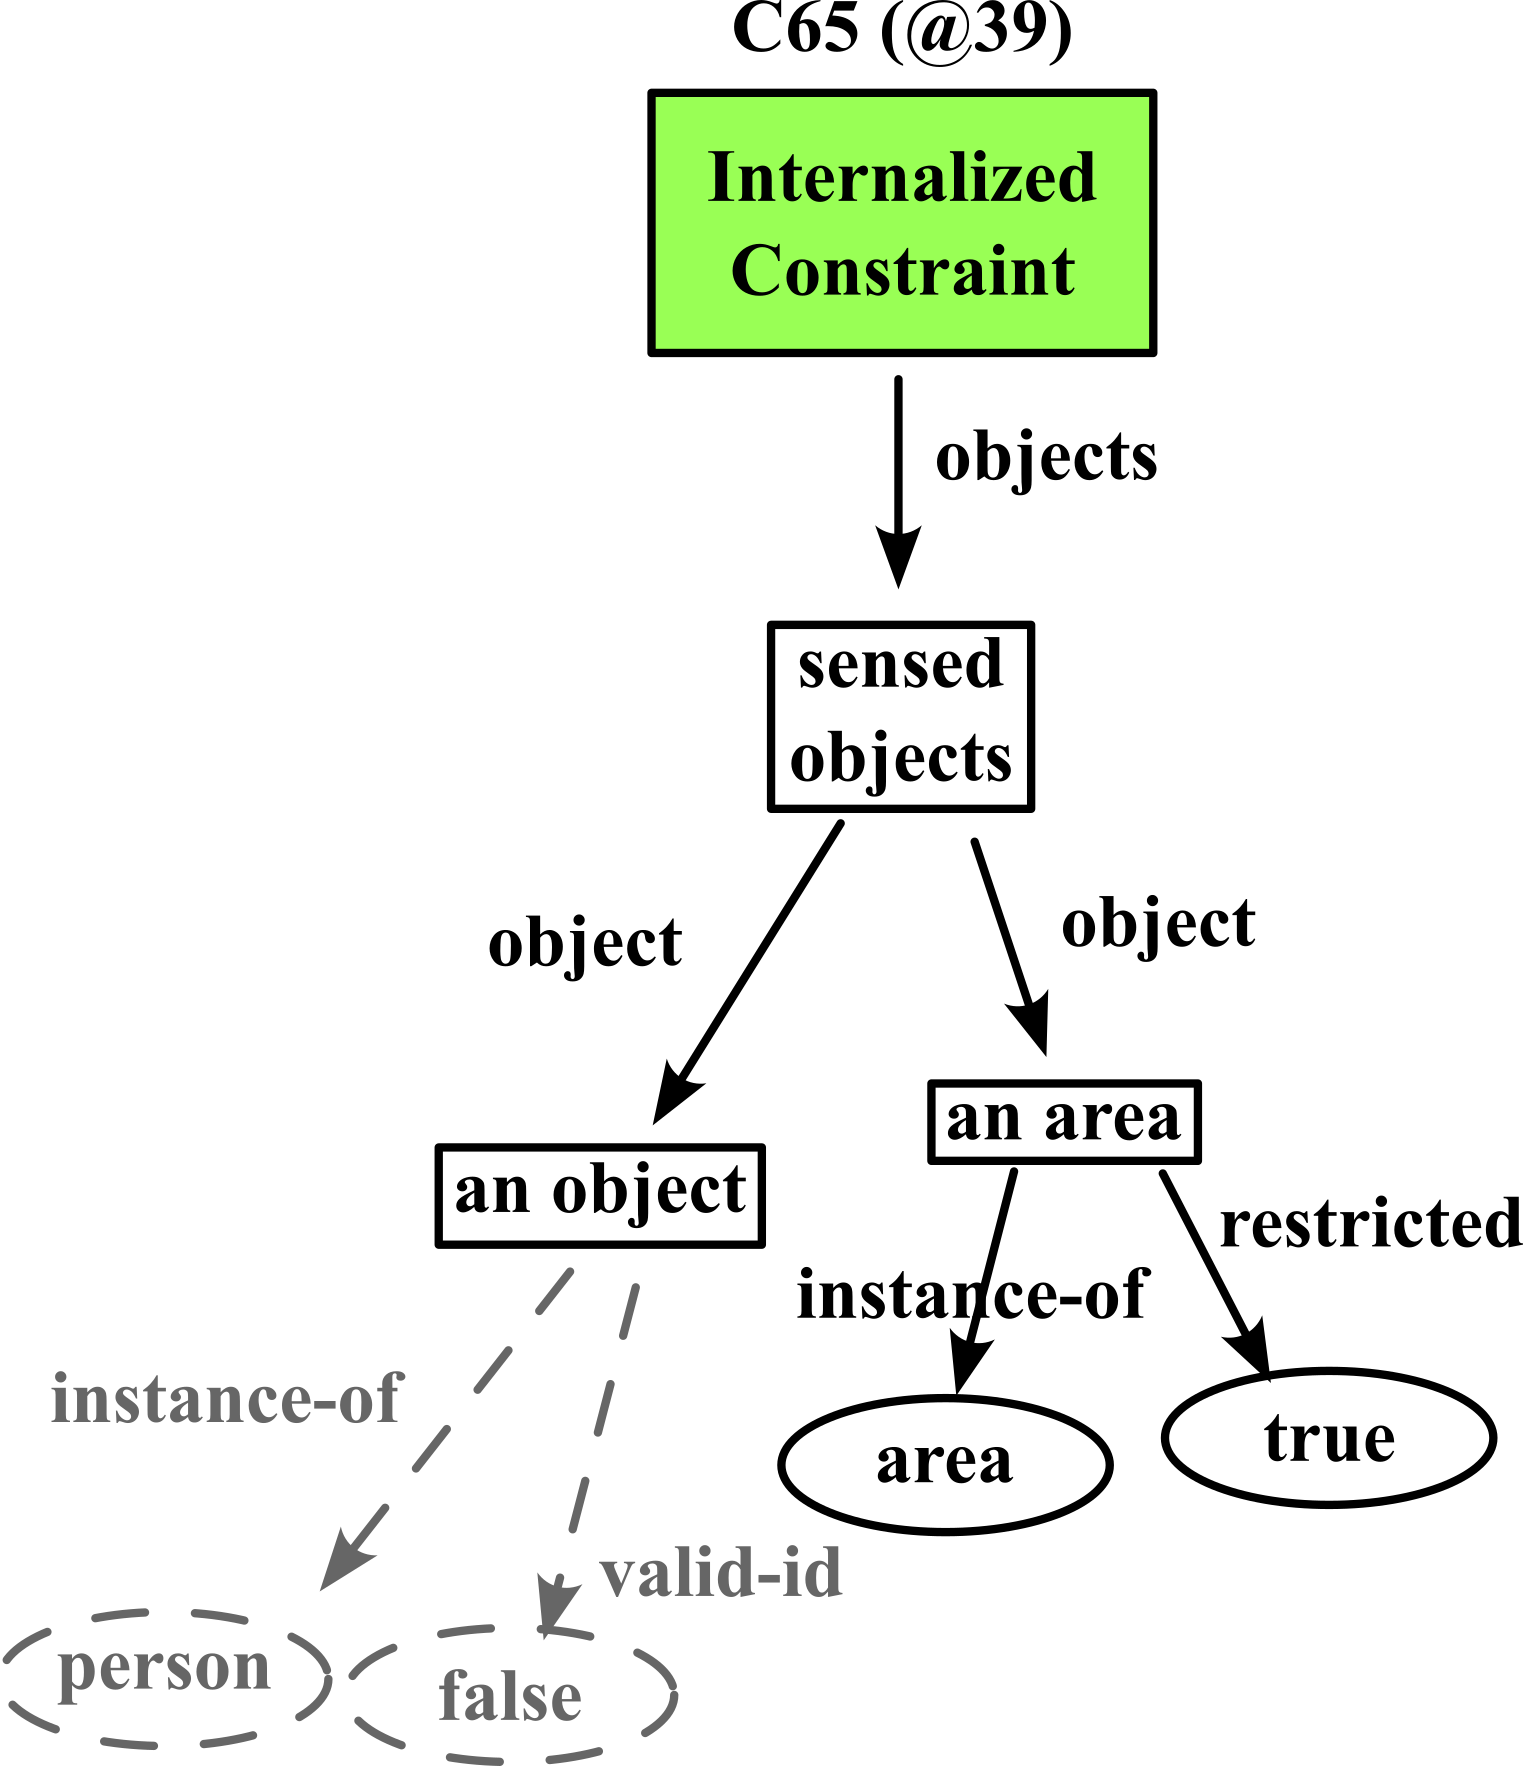 C65 (@39)
Internalized
Constraint
objects
sensed
objects
object
object
an area
an object
restricted
instance-of
instance-of
area
true
valid-id
person
false